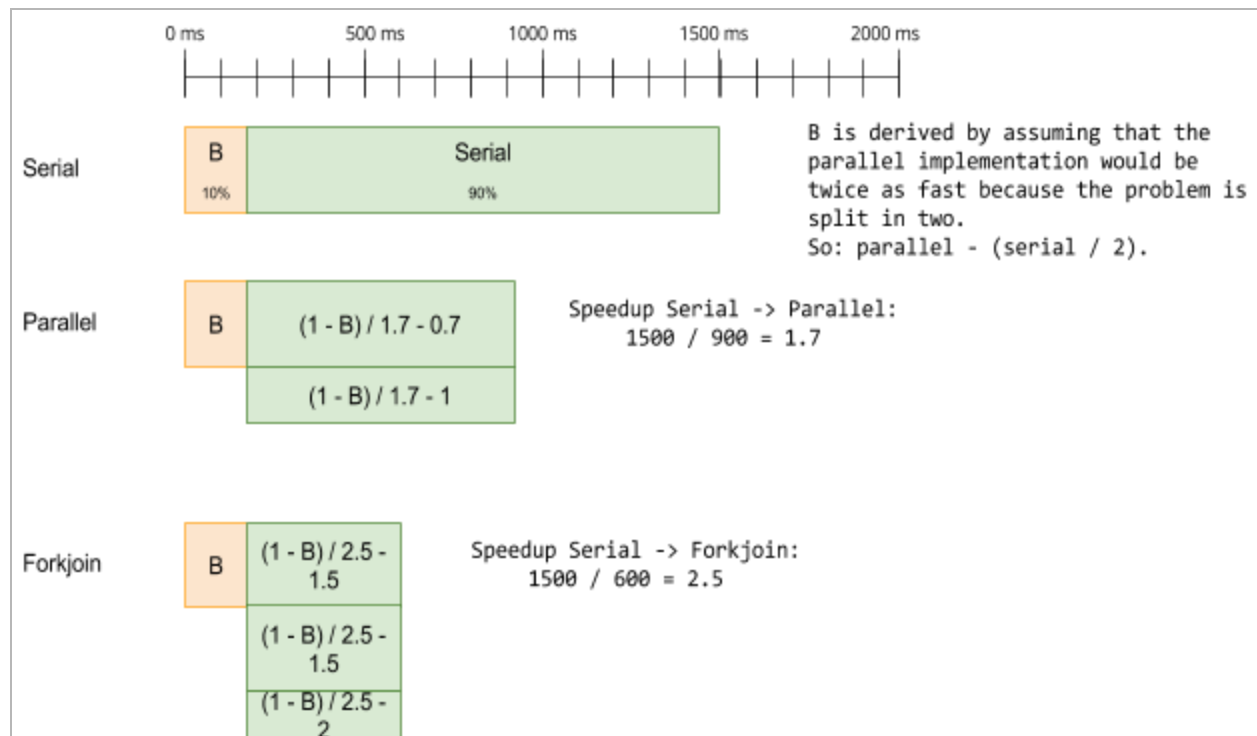 0 ms 500 ms 1000 ms 1500 ms 2000 ms
Serial
B
10%
Serial
90%
B is derived by assuming that the
parallel implementation would be
twice as fast because the problem is
split in two.
So: parallel - (serial / 2).
Parallel
B
(1 - B) / 1.7 - 0.7
(1 - B) / 1.7 - 1
Speedup Serial -> Parallel:
1500 / 900 = 1.7
Forkjoin
B
(1 - B) / 2.5 -
1.5
(1 - B) / 2.5 -
1.5
(1 - B) / 2.5 -
2
Speedup Serial -> Forkjoin:
1500 / 600 = 2.5